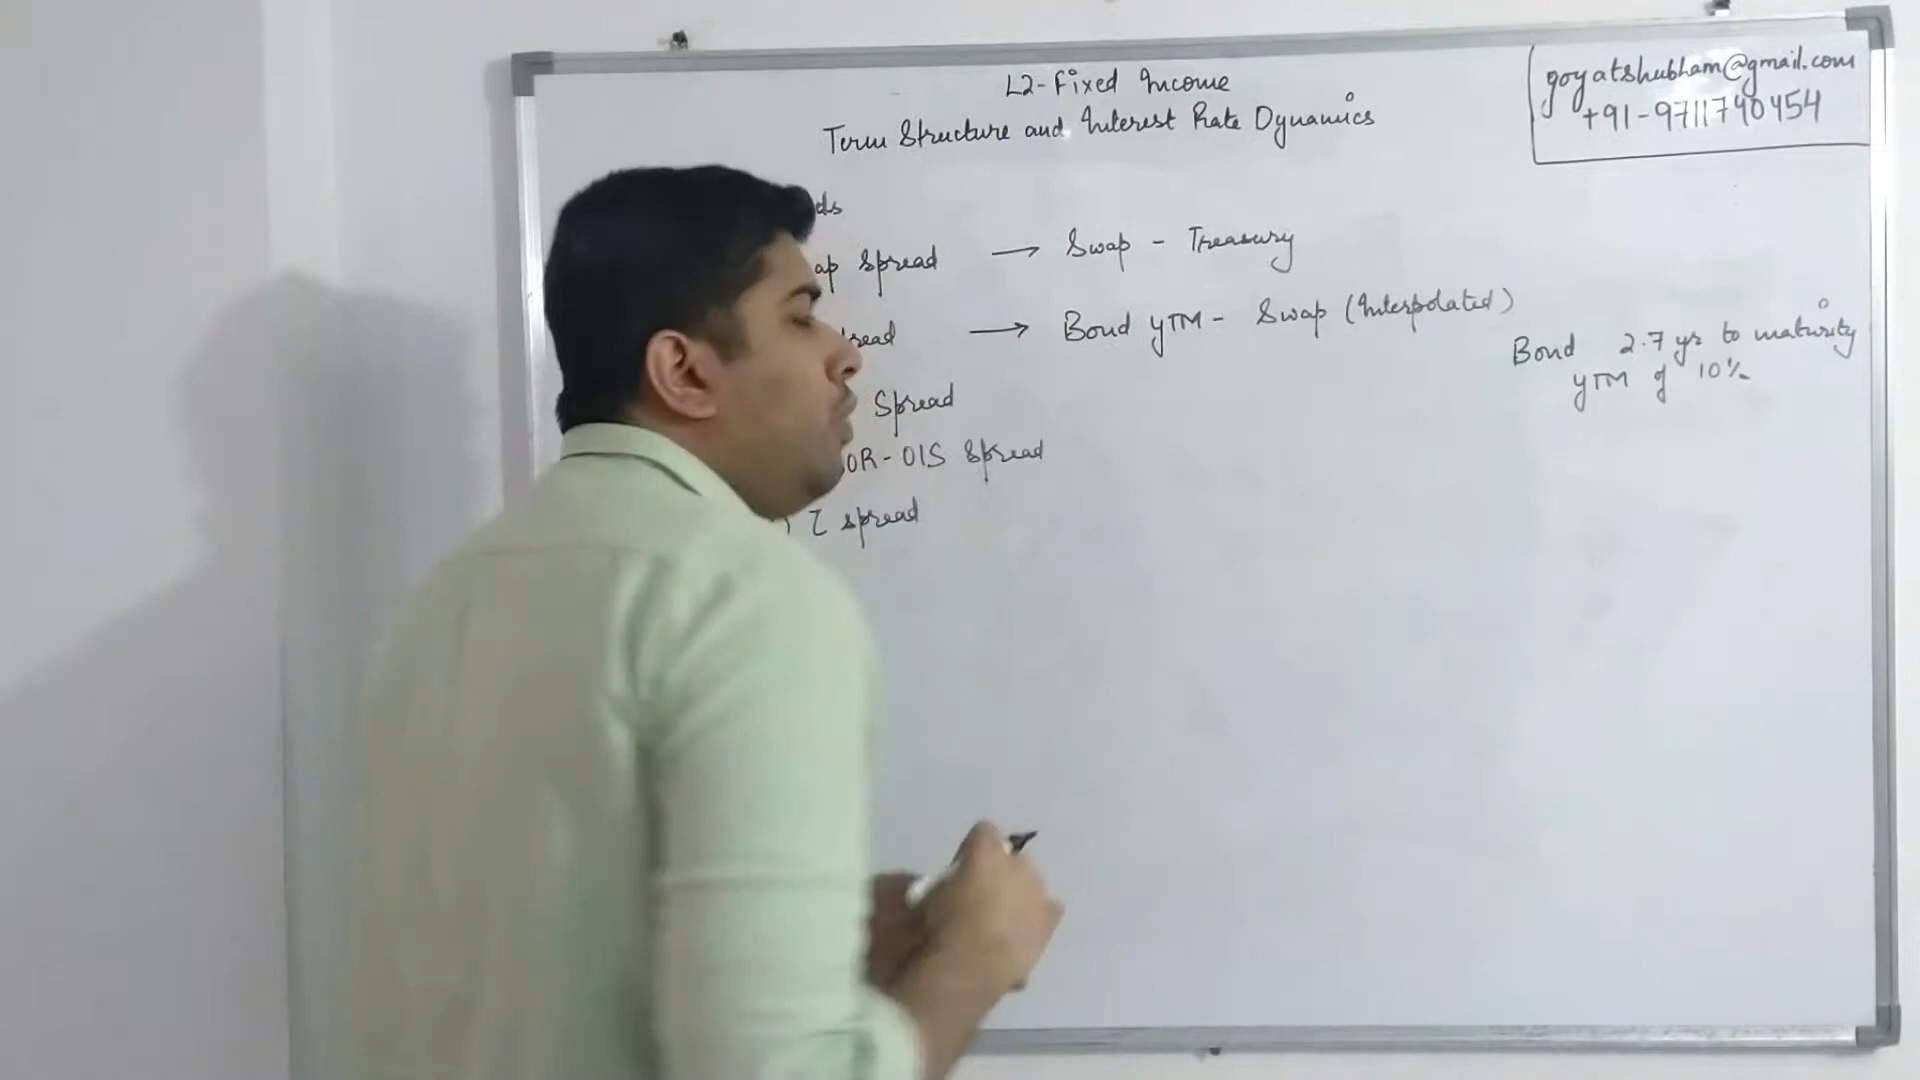 L2-Fixed Income
Term Structure and Interest Rate Dynamics
goyatshubham@gmail.com
+91-9711740454
ds
ap Spread → Swap - Treasury
read → Bond YTM - Swap (Interpolated)
Bond 2.7 yr to maturity
YTM of 10%
Spread
OR-OIS Spread
) Z spread